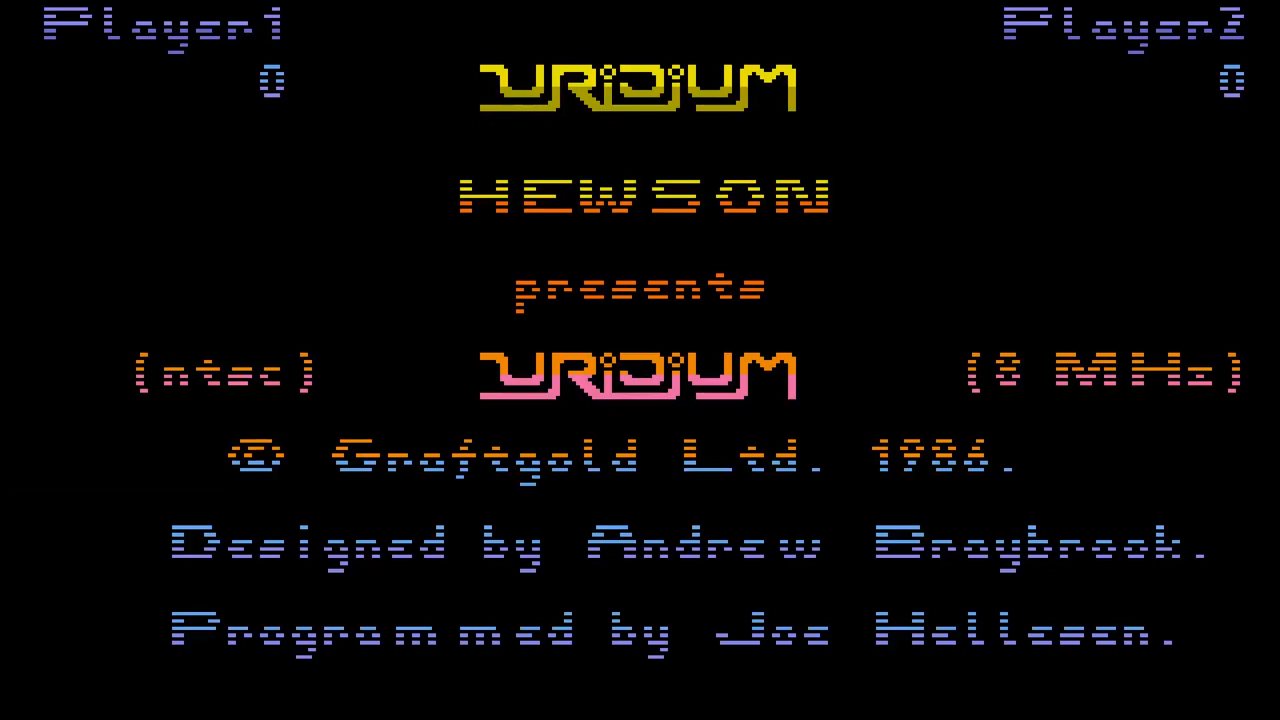 Player1 Player2
0 URIDIUM 0
HEWSON
presents
(ntsc) URIDIUM (8 MHz)
© Graftgold Ltd. 1986.
Designed by Andrew Braybrook.
Programmed by Joe Hellesen.